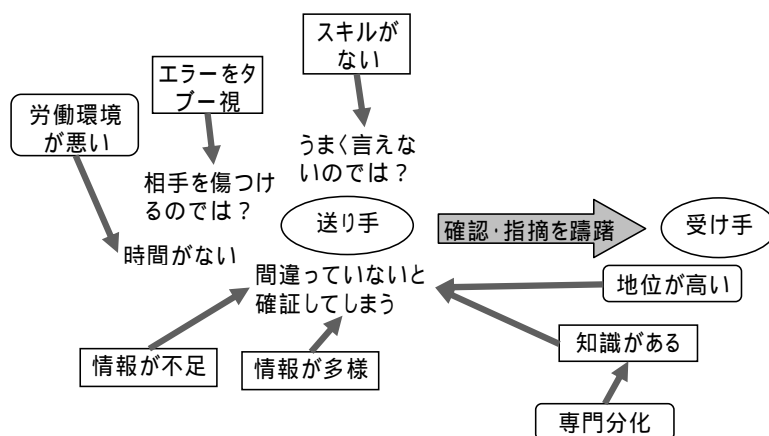 スキルが
ない
エラーをタ
ブー視
労働環境
が悪い
うまく言えな
いのでは？
相手を傷つけ
るのでは？
送り手
確認・指摘を躊躇
受け手
時間がない
間違っていないと
確証してしまう
地位が高い
知識がある
情報が不足
情報が多様
専門分化